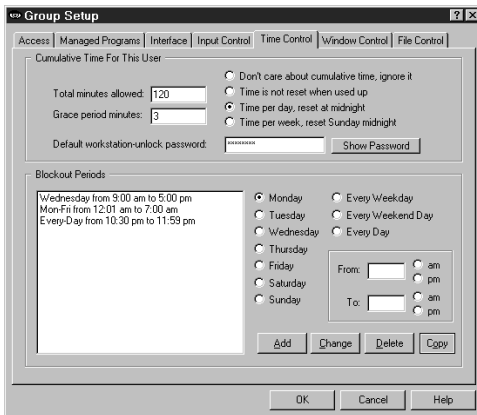 Group Setup
Access Managed Programs Interface Input Control Time Control Window Control File Control
Cumulative Time For This User
Total minutes allowed: 120
Grace period minutes: 3
Don't care about cumulative time, ignore it
Time is not reset when used up
Time per day, reset at midnight
Time per week, reset Sunday midnight
Default workstation-unlock password: ********
Show Password
Blockout Periods
Wednesday from 9:00 am to 5:00 pm
Mon-Fri from 12:01 am to 7:00 am
Every-Day from 10:30 pm to 11:59 pm
Monday
Tuesday
Wednesday
Thursday
Friday
Saturday
Sunday
Every Weekday
Every Weekend Day
Every Day
From: am
pm
To: am
pm
Add Change Delete Copy
OK Cancel Help